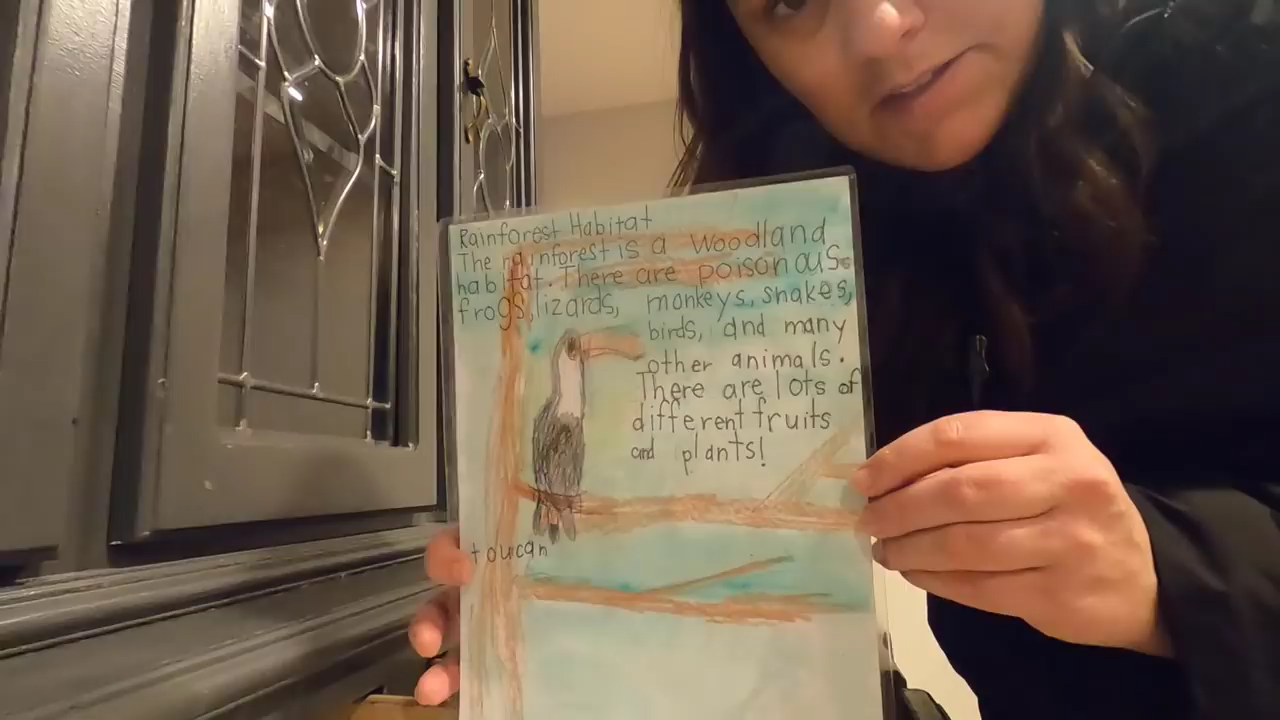 Rainforest Habitat
The rainforest is a woodland
habitat. There are poisonous
frogs, lizards, monkeys, snakes,
birds, and many
other animals.
There are lots of
different fruits
and plants!
toucan